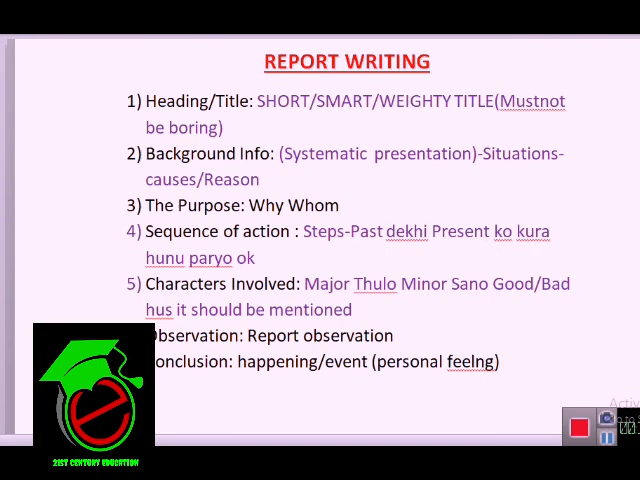 REPORT WRITING
1) Heading/Title: SHORT/SMART/WEIGHTY TITLE(Mustnot
be boring)
2) Background Info: (Systematic presentation)-Situations-
causes/Reason
3) The Purpose: Why Whom
4) Sequence of action : Steps-Past dekhi Present ko kura
hunu paryo ok
5) Characters Involved: Major Thulo Minor Sano Good/Bad
hus it should be mentioned
Observation: Report observation
onclusion: happening/event (personal feelng)
21ST CENTURY EDUCATION
Activ